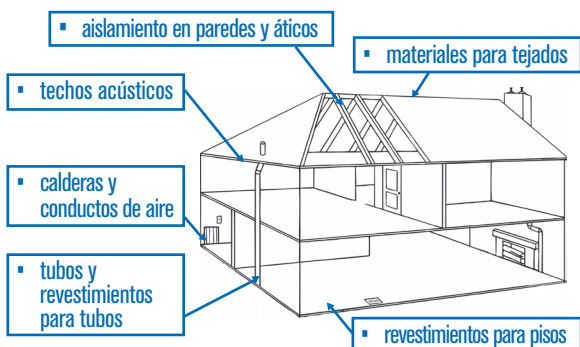 ▪ aislamiento en paredes y áticos
▪ materiales para tejados
▪ techos acústicos
▪ calderas y
conductos de aire
▪ tubos y
revestimientos
para tubos
▪ revestimientos para pisos